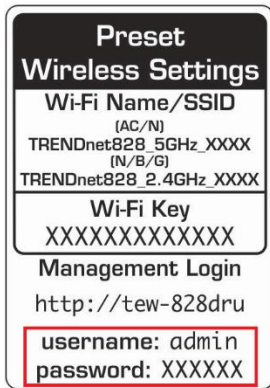 Preset
Wireless Settings
Wi-Fi Name/SSID
(AC/N)
TRENDnet828_5GHz_XXXX
(N/B/G)
TRENDnet828_2.4GHz_XXXX
Wi-Fi Key
XXXXXXXXXXXXX
Management Login
http://tew-828dru
username: admin
password: XXXXXX